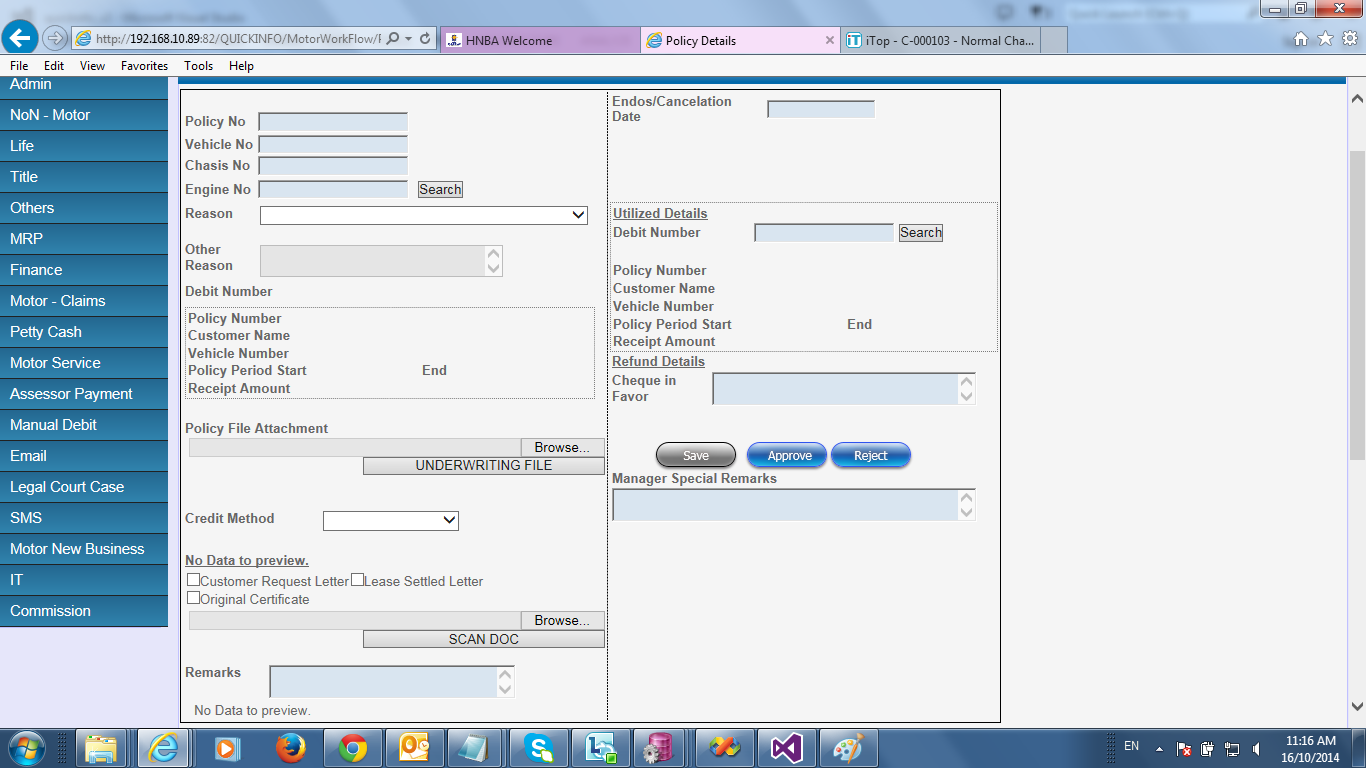 http://192.168.10.89:82/QUICKINFO/MotorWorkFlow/
HNBA Welcome
Policy Details
iTop - C-000103 - Normal Cha...
File Edit View Favorites Tools Help
Admin
NoN - Motor
Life
Title
Others
MRP
Finance
Motor - Claims
Petty Cash
Motor Service
Assessor Payment
Manual Debit
Email
Legal Court Case
SMS
Motor New Business
IT
Commission
Policy No
Vehicle No
Chasis No
Engine No Search
Reason
Other
Reason
Debit Number
Policy Number
Customer Name
Vehicle Number
Policy Period Start End
Receipt Amount
Policy File Attachment
Browse...
UNDERWRITING FILE
Credit Method
No Data to preview.
Customer Request Letter Lease Settled Letter
Original Certificate
Browse...
SCAN DOC
Remarks
No Data to preview.
Endos/Cancelation
Date
Utilized Details
Debit Number Search
Policy Number
Customer Name
Vehicle Number
Policy Period Start End
Receipt Amount
Refund Details
Cheque in
Favor
Save Approve Reject
Manager Special Remarks
EN
11:16 AM
16/10/2014